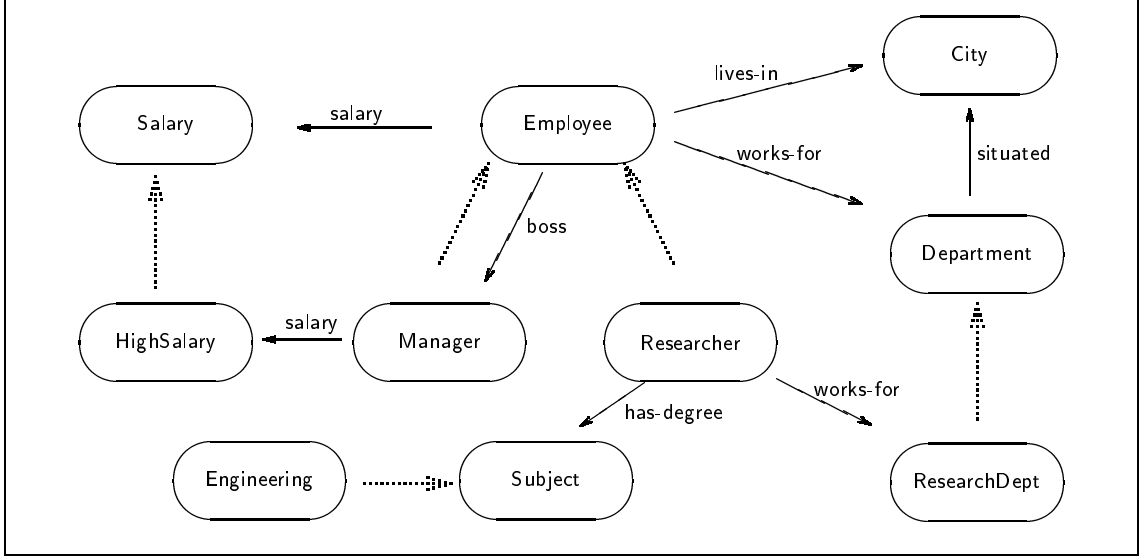 City
lives-in
salary
Salary
Employee
works-for
situated
boss
Department
salary
HighSalary
Manager
Researcher
works-for
has-degree
Engineering
Subject
ResearchDept